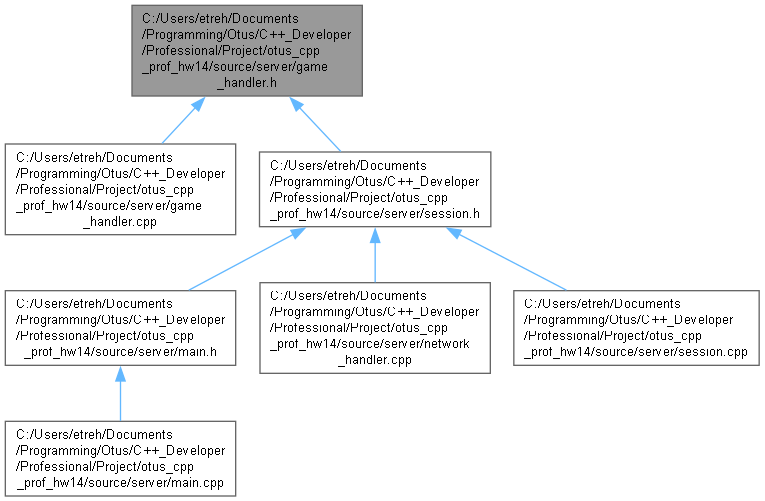 C:/Users/etreh/Documents
/Programming/Otus/C++_Developer
/Professional/Project/otus_cpp
_prof_hw14/source/server/game
_handler.h
C:/Users/etreh/Documents
/Programming/Otus/C++_Developer
/Professional/Project/otus_cpp
_prof_hw14/source/server/game
_handler.cpp
C:/Users/etreh/Documents
/Programming/Otus/C++_Developer
/Professional/Project/otus_cpp
_prof_hw14/source/server/session.h
C:/Users/etreh/Documents
/Programming/Otus/C++_Developer
/Professional/Project/otus_cpp
_prof_hw14/source/server/main.h
C:/Users/etreh/Documents
/Programming/Otus/C++_Developer
/Professional/Project/otus_cpp
_prof_hw14/source/server/network
_handler.cpp
C:/Users/etreh/Documents
/Programming/Otus/C++_Developer
/Professional/Project/otus_cpp
_prof_hw14/source/server/session.cpp
C:/Users/etreh/Documents
/Programming/Otus/C++_Developer
/Professional/Project/otus_cpp
_prof_hw14/source/server/main.cpp